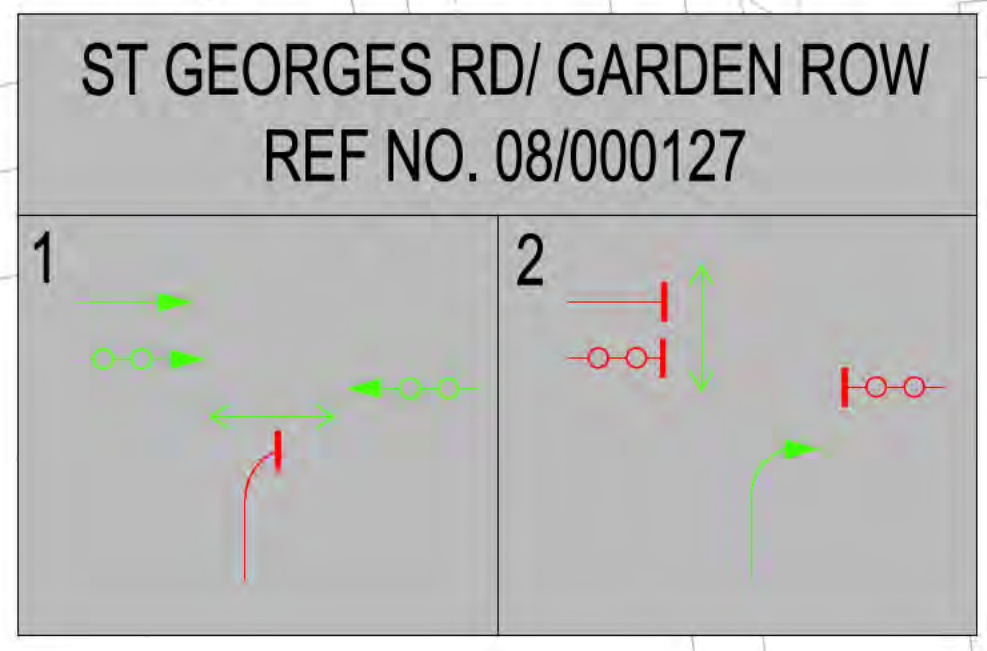 ST GEORGES RD/ GARDEN ROW
REF NO. 08/000127
1
2